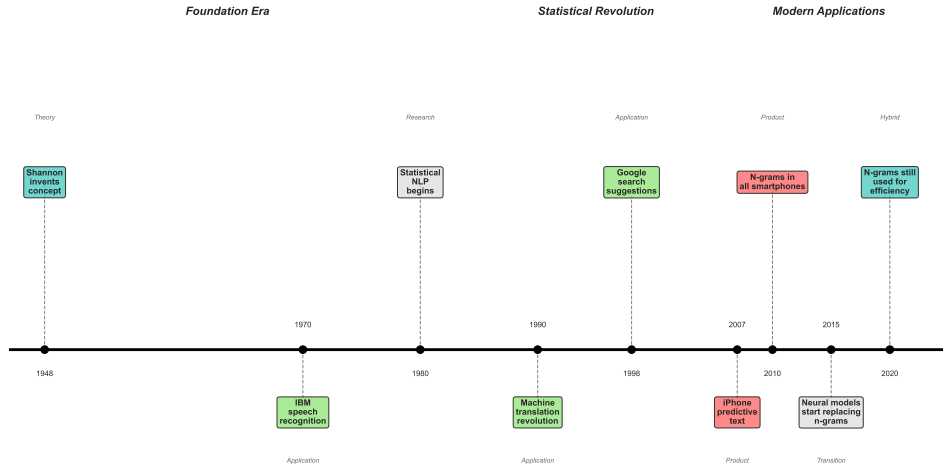 Foundation Era
Statistical Revolution
Modern Applications
Theory
Research
Application
Product
Hybrid
Shannon
invents
concept
Statistical
NLP
begins
Google
search
suggestions
N-grams in
all smartphones
N-grams still
used for
efficiency
1970
1990
2007
2015
1948
1980
1998
2010
2020
IBM
speech
recognition
Machine
translation
revolution
iPhone
predictive
text
Neural models
start replacing
n-grams
Application
Application
Product
Transition